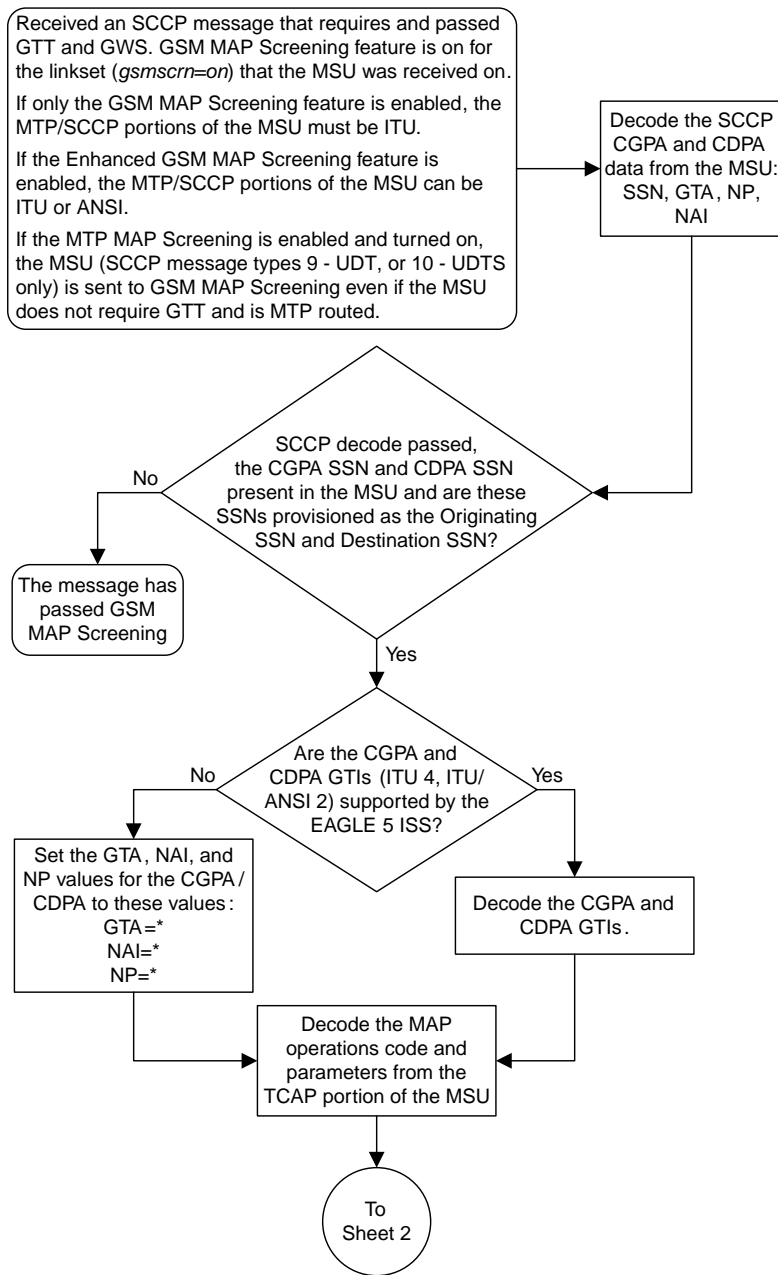 Received an SCCP message that requires and passed
GTT and GWS. GSM MAP Screening feature is on for
the linkset (gsmscrn=on) that the MSU was received on.
If only the GSM MAP Screening feature is enabled, the
MTP/SCCP portions of the MSU must be ITU.
If the Enhanced GSM MAP Screening feature is
enabled, the MTP/SCCP portions of the MSU can be
ITU or ANSI.
If the MTP MAP Screening is enabled and turned on,
the MSU (SCCP message types 9 - UDT, or 10 - UDTS
only) is sent to GSM MAP Screening even if the MSU
does not require GTT and is MTP routed.
Decode the SCCP
CGPA and CDPA
data from the MSU:
SSN, GTA, NP,
NAI
SCCP decode passed,
the CGPA SSN and CDPA SSN
present in the MSU and are these
SSNs provisioned as the Originating
SSN and Destination SSN?
No
The message has
passed GSM
MAP Screening
Yes
Are the CGPA and
CDPA GTIs (ITU 4, ITU/
ANSI 2) supported by the
EAGLE 5 ISS?
No
Yes
Set the GTA, NAI, and
NP values for the CGPA/
CDPA to these values:
GTA=*
NAI=*
NP=*
Decode the CGPA and
CDPA GTIs.
Decode the MAP
operations code and
parameters from the
TCAP portion of the MSU
To
Sheet 2